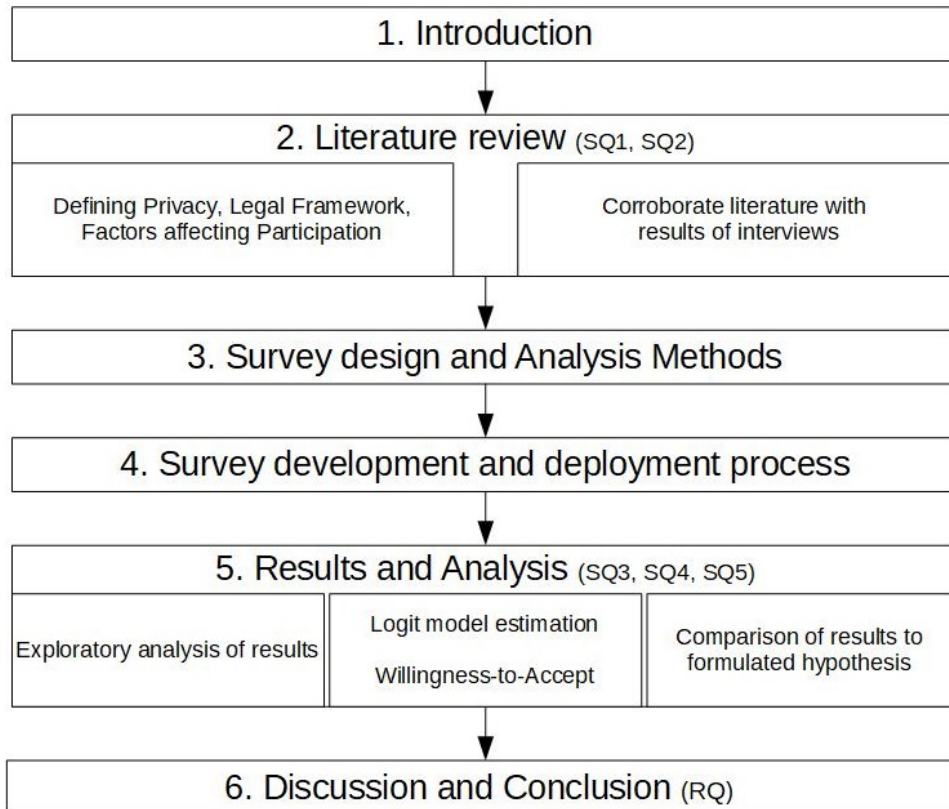 1. Introduction
2. Literature review (SQ1, SQ2)
Defining Privacy, Legal Framework,
Factors affecting Participation
Corroborate literature with
results of interviews
3. Survey design and Analysis Methods
4. Survey development and deployment process
5. Results and Analysis (SQ3, SQ4, SQ5)
Exploratory analysis of results
Logit model estimation
Willingness-to-Accept
Comparison of results to
formulated hypothesis
6. Discussion and Conclusion (RQ)